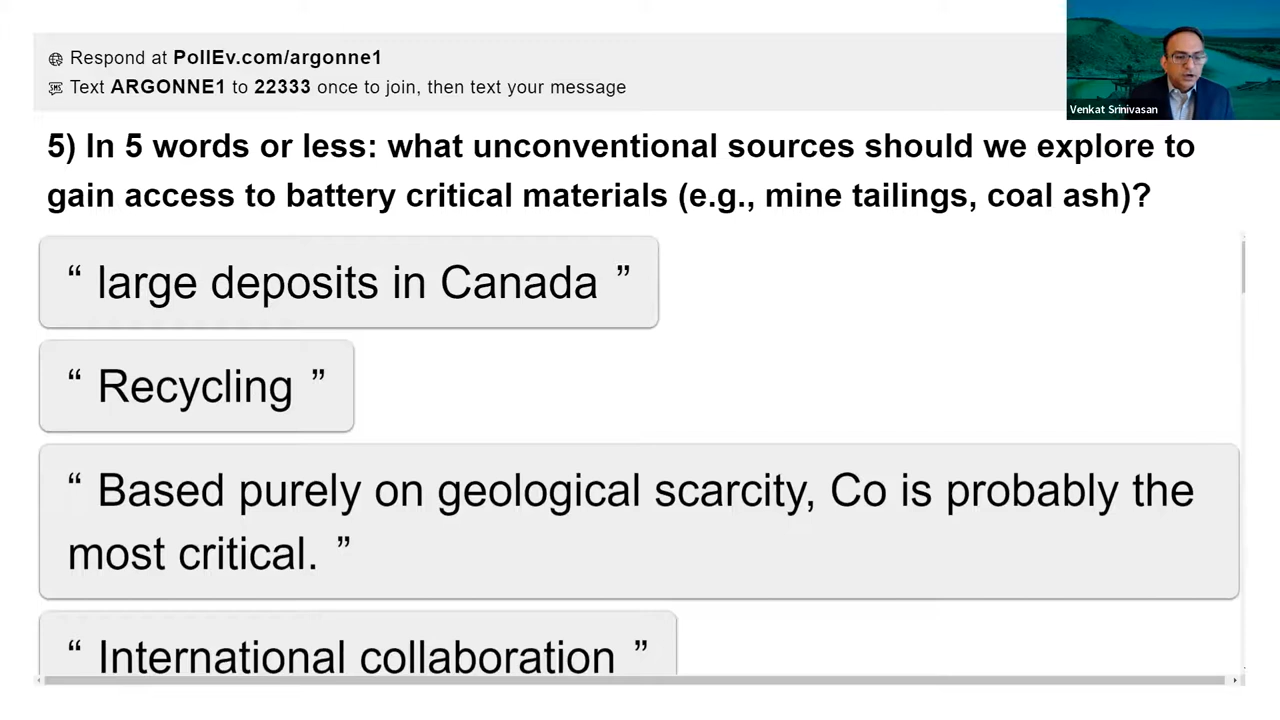 Respond at PollEv.com/argonne1
Text ARGONNE1 to 22333 once to join, then text your message
Venkat Srinivasan
5) In 5 words or less: what unconventional sources should we explore to
gain access to battery critical materials (e.g., mine tailings, coal ash)?
“ large deposits in Canada ”
“ Recycling ”
“ Based purely on geological scarcity, Co is probably the
most critical. ”
“ International collaboration ”